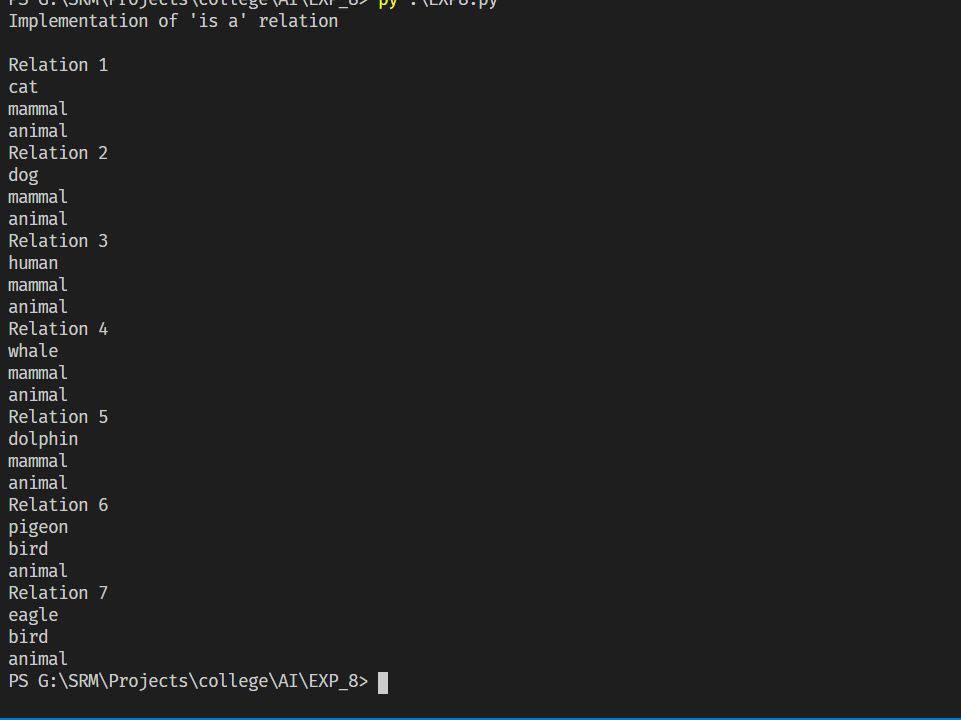 PS G:\SRM\Projects\college\AI\EXP_8> py .\EXP8.py
Implementation of 'is a' relation
Relation 1
cat
mammal
animal
Relation 2
dog
mammal
animal
Relation 3
human
mammal
animal
Relation 4
whale
mammal
animal
Relation 5
dolphin
mammal
animal
Relation 6
pigeon
bird
animal
Relation 7
eagle
bird
animal
PS G:\SRM\Projects\college\AI\EXP_8>